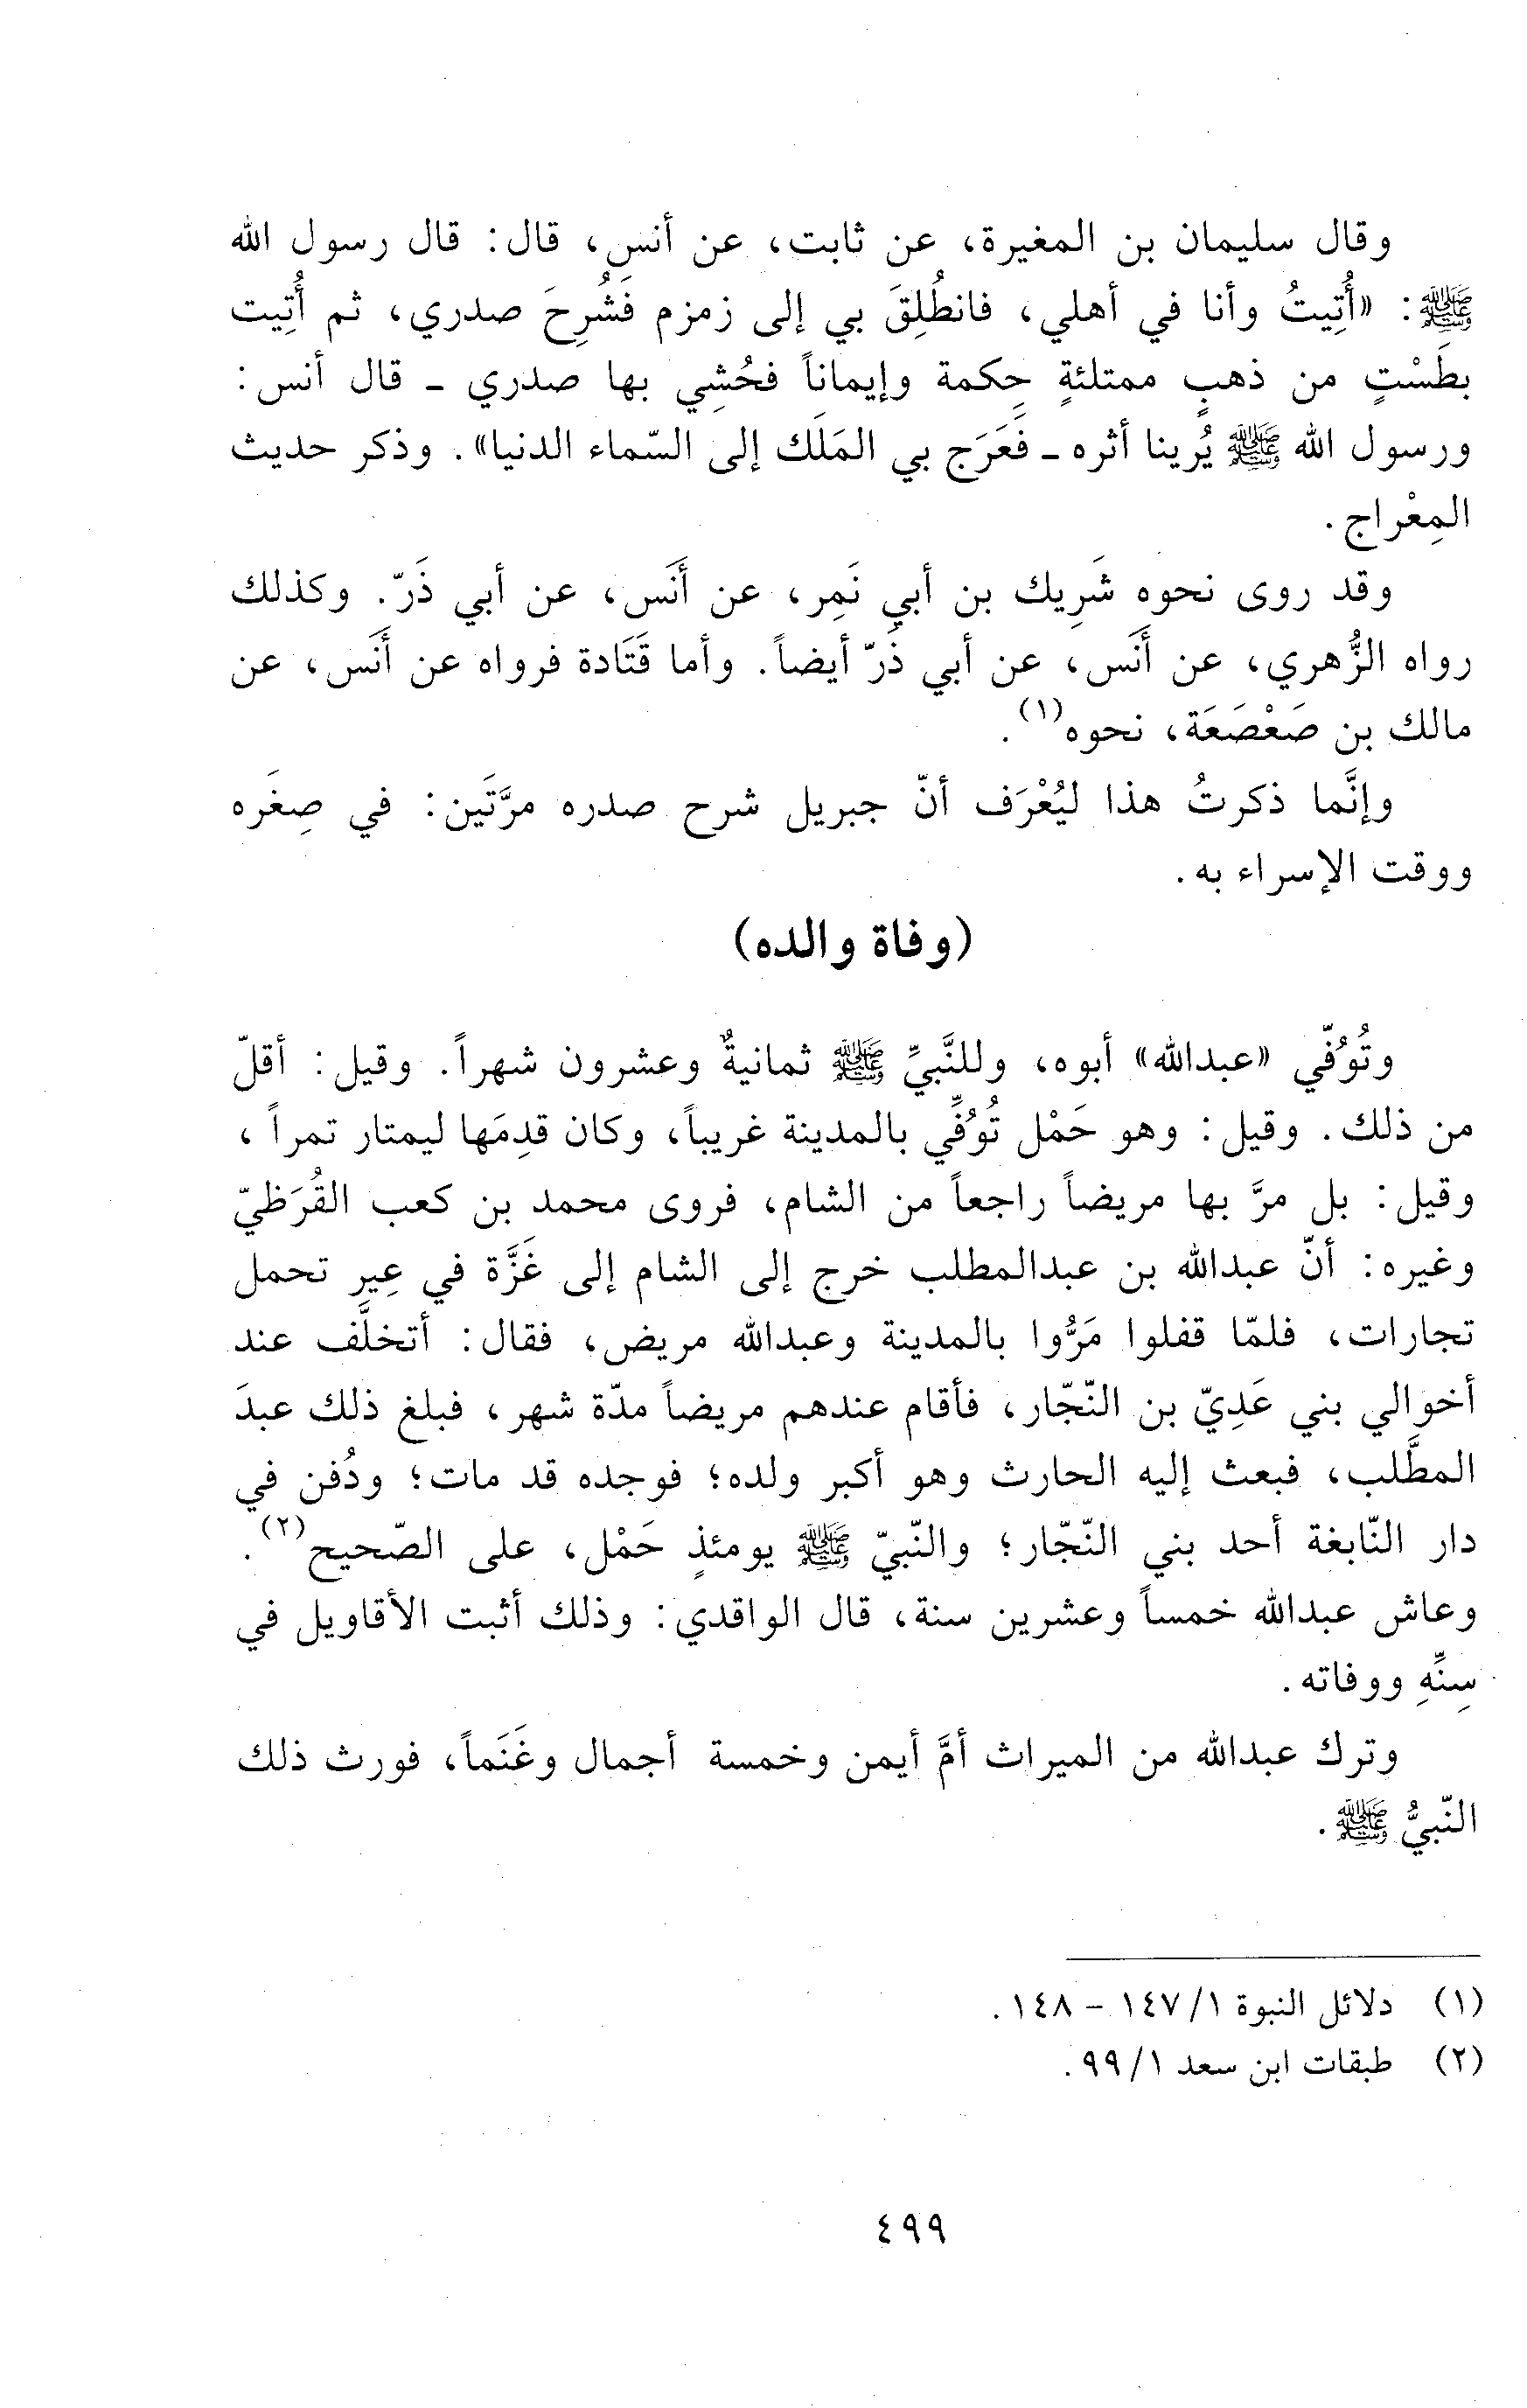 وقال سليمان بن المغيرة، عن ثابت، عن أنس، قال: قال رسول الله
ﷺ: «أُتِيتُ وأنا في أهلي، فانطُلِقَ بي إلى زمزم فَشُرِحَ صدري، ثم أُتِيت
بطَسْتٍ من ذهبٍ ممتلئةٍ حِكمة وإيماناً فحُشِي بها صدري ـ قال أنس:
ورسول الله ﷺ يُرينا أثره ـ فَعَرَج بي المَلَك إلى السّماء الدنيا». وذكر حديث
المِعْراج.
وقد روى نحوه شَرِيك بن أبي نَمِر، عن أَنَس، عن أبي ذَرّ. وكذلك
رواه الزُّهري، عن أَنَس، عن أبي ذَرّ أيضاً. وأما قَتَادة فرواه عن أَنَس، عن
مالك بن صَعْصَعَة، نحوه(١).
وإنَّما ذكرتُ هذا ليُعْرَف أنّ جبريل شرح صدره مرَّتَين: في صِغَره
ووقت الإسراء به.
(وفاة والده)
وتُوُفّي «عبدالله» أبوه، وللنَّبيِّ ﷺ ثمانيةٌ وعشرون شهراً. وقيل: أقلّ
من ذلك. وقيل: وهو حَمْل تُوُفِّي بالمدينة غريباً، وكان قدِمَها ليمتار تمراً،
وقيل: بل مرَّ بها مريضاً راجعاً من الشام، فروى محمد بن كعب القُرَظيّ
وغيره: أنّ عبدالله بن عبدالمطلب خرج إلى الشام إلى غَزَّة في عِيرٍ تحمل
تجارات، فلمّا قفلوا مَرُّوا بالمدينة وعبدالله مريض، فقال: أتخلَّف عند
أخوالي بني عَدِيّ بن النّجّار، فأقام عندهم مريضاً مدّة شهر، فبلغ ذلك عبدَ
المطَّلب، فبعث إليه الحارث وهو أكبر ولده؛ فوجده قد مات؛ ودُفن في
دار النّابغة أحد بني النّجّار؛ والنّبيّ ﷺ يومئذٍ حَمْل، على الصّحيح(٢).
وعاش عبدالله خمساً وعشرين سنة، قال الواقدي: وذلك أثبت الأقاويل في
سِنِّهِ ووفاته.
وترك عبدالله من الميراث أمَّ أيمن وخمسة أجمال وغَنَماً، فورث ذلك
النّبيُّ ﷺ.
(١) دلائل النبوة ١/ ١٤٧ - ١٤٨.
(٢) طبقات ابن سعد ١/ ٩٩.
٤٩٩